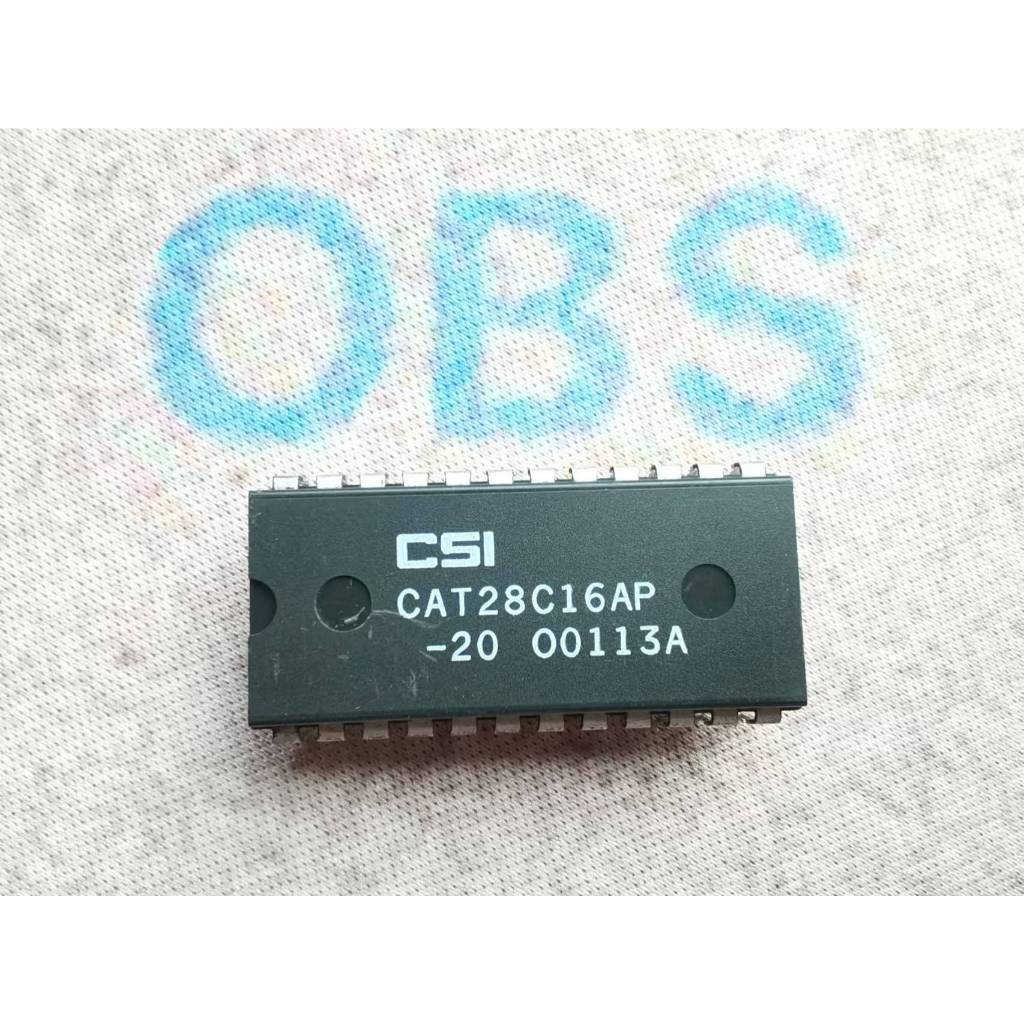 OBS
CSI
CAT28C16AP
-20 00113A